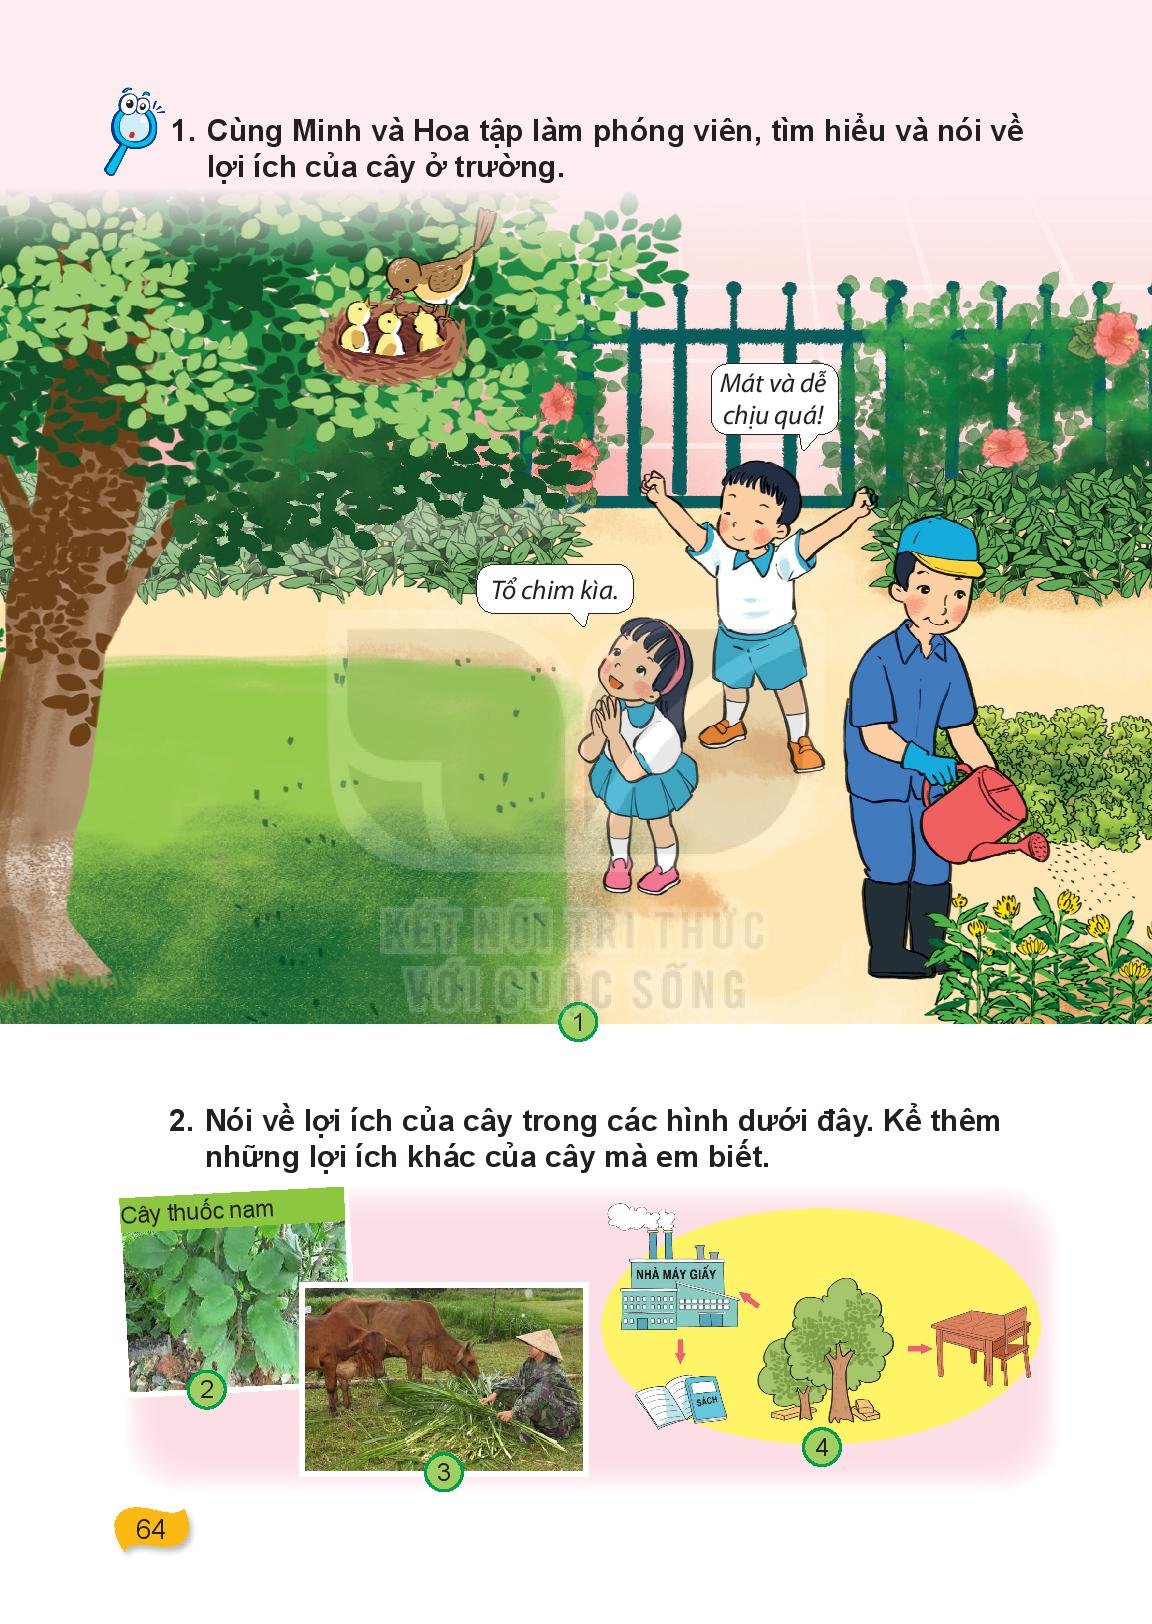 1. Cùng Minh và Hoa tập làm phóng viên, tìm hiểu và nói về
lợi ích của cây ở trường.
Mát và dễ
chịu quá!
Tổ chim kìa.
KẾT NỐI TRI THỨC
VỚI CUỘC SỐNG
1
2. Nói về lợi ích của cây trong các hình dưới đây. Kể thêm
những lợi ích khác của cây mà em biết.
Cây thuốc nam
2
3
NHÀ MÁY GIẤY
SÁCH
4
64